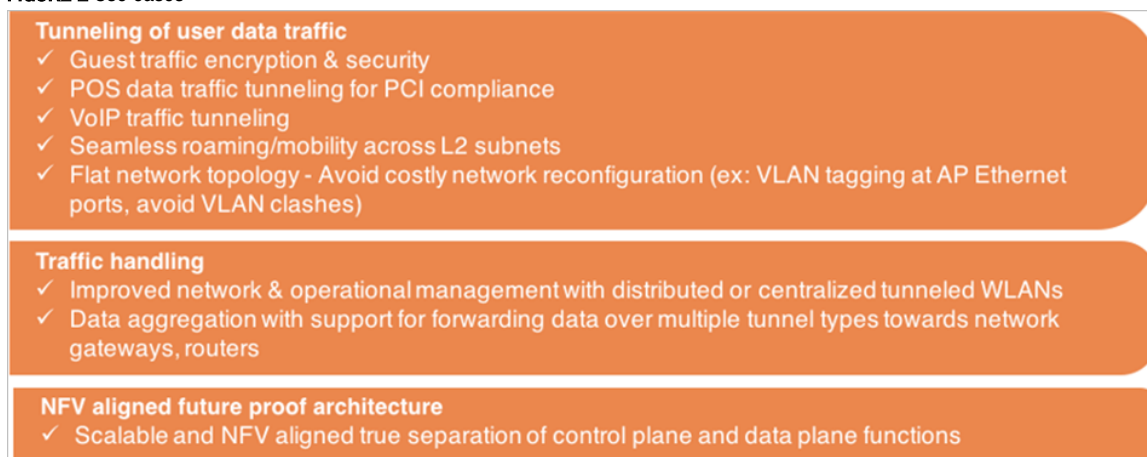 Tunneling of user data traffic
✓ Guest traffic encryption & security
✓ POS data traffic tunneling for PCI compliance
✓ VoIP traffic tunneling
✓ Seamless roaming/mobility across L2 subnets
✓ Flat network topology - Avoid costly network reconfiguration (ex: VLAN tagging at AP Ethernet
ports, avoid VLAN clashes)
Traffic handling
✓ Improved network & operational management with distributed or centralized tunneled WLANs
✓ Data aggregation with support for forwarding data over multiple tunnel types towards network
gateways, routers
NFV aligned future proof architecture
✓ Scalable and NFV aligned true separation of control plane and data plane functions